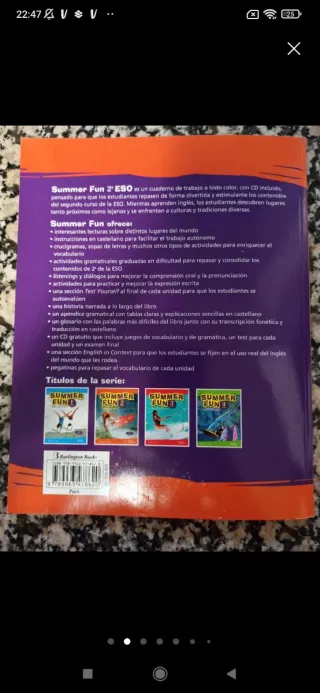 22:47
25
Summer Fun 2º ESO es un cuaderno de trabajo a todo color, con CD incluido,
pensado para que los estudiantes repasen de forma divertida y estimulante los contenidos
del segundo curso de la ESO. Mientras aprenden inglés, los estudiantes descubren lugares
tanto próximos como lejanos y se enfrentan a culturas y tradiciones diversas.
Summer Fun ofrece:
• interesantes lecturas sobre distintos lugares del mundo
• instrucciones en castellano para facilitar el trabajo autónomo
• crucigramas, sopas de letras y muchos otros tipos de actividades para enriquecer el
vocabulario
• actividades gramaticales graduadas en dificultad para repasar y consolidar los
contenidos de 2º de la ESO
• listenings y diálogos para mejorar la comprensión oral y la pronunciación
• actividades para practicar y mejorar la expresión escrita
• una sección Test Yourself al final de cada unidad para que los estudiantes se
autoevalúen
• una historia narrada a lo largo del libro
• un apéndice gramatical con tablas claras y explicaciones sencillas en castellano
• un glosario con las palabras más difíciles del libro junto con su transcripción fonética y
traducción en castellano
• un CD gratuito que incluye juegos de vocabulario y de gramática, un test para cada
unidad y un examen final
• una sección English in Context para que los estudiantes se fijen en el uso real del inglés
del mundo que les rodea.
• pegatinas para repasar el vocabulario de cada unidad
Títulos de la serie:
SUMMER FUN 1
SUMMER FUN 2
SUMMER FUN 3
SUMMER FUN 4
Burlington Books